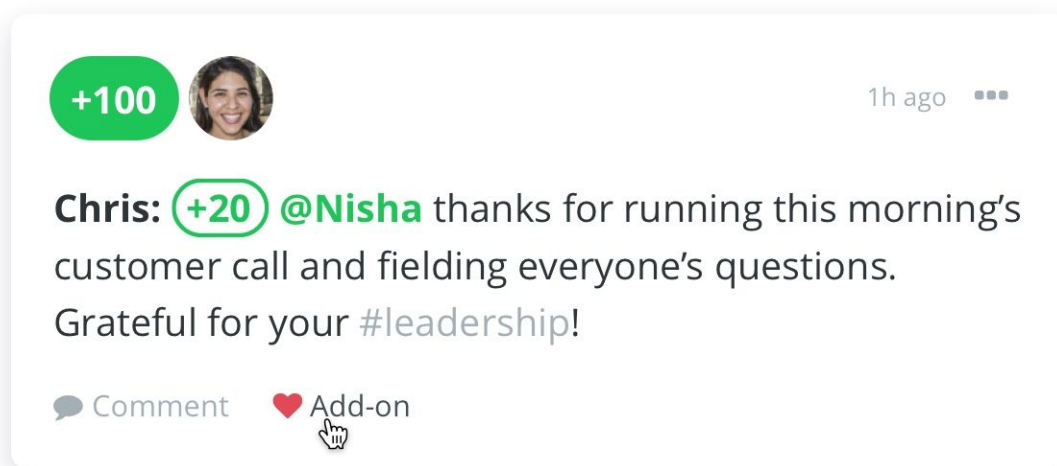 +100
1h ago
Chris: +20 @Nisha thanks for running this morning’s
customer call and fielding everyone’s questions.
Grateful for your #leadership!
Comment Add-on